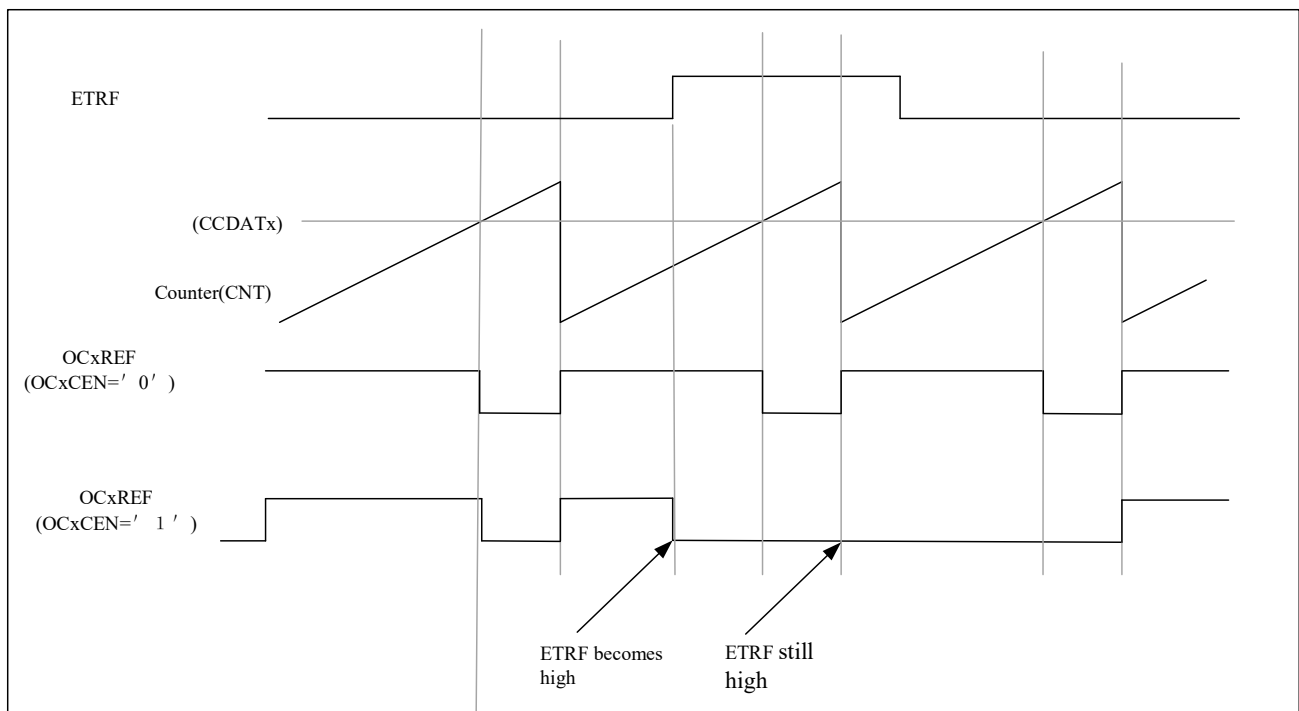 ETRF
(CCDATx)
Counter(CNT)
OCxREF
(OCxCEN=’ 0’ )
OCxREF
(OCxCEN=’ 1 ’ )
ETRF becomes
high
ETRF still
high